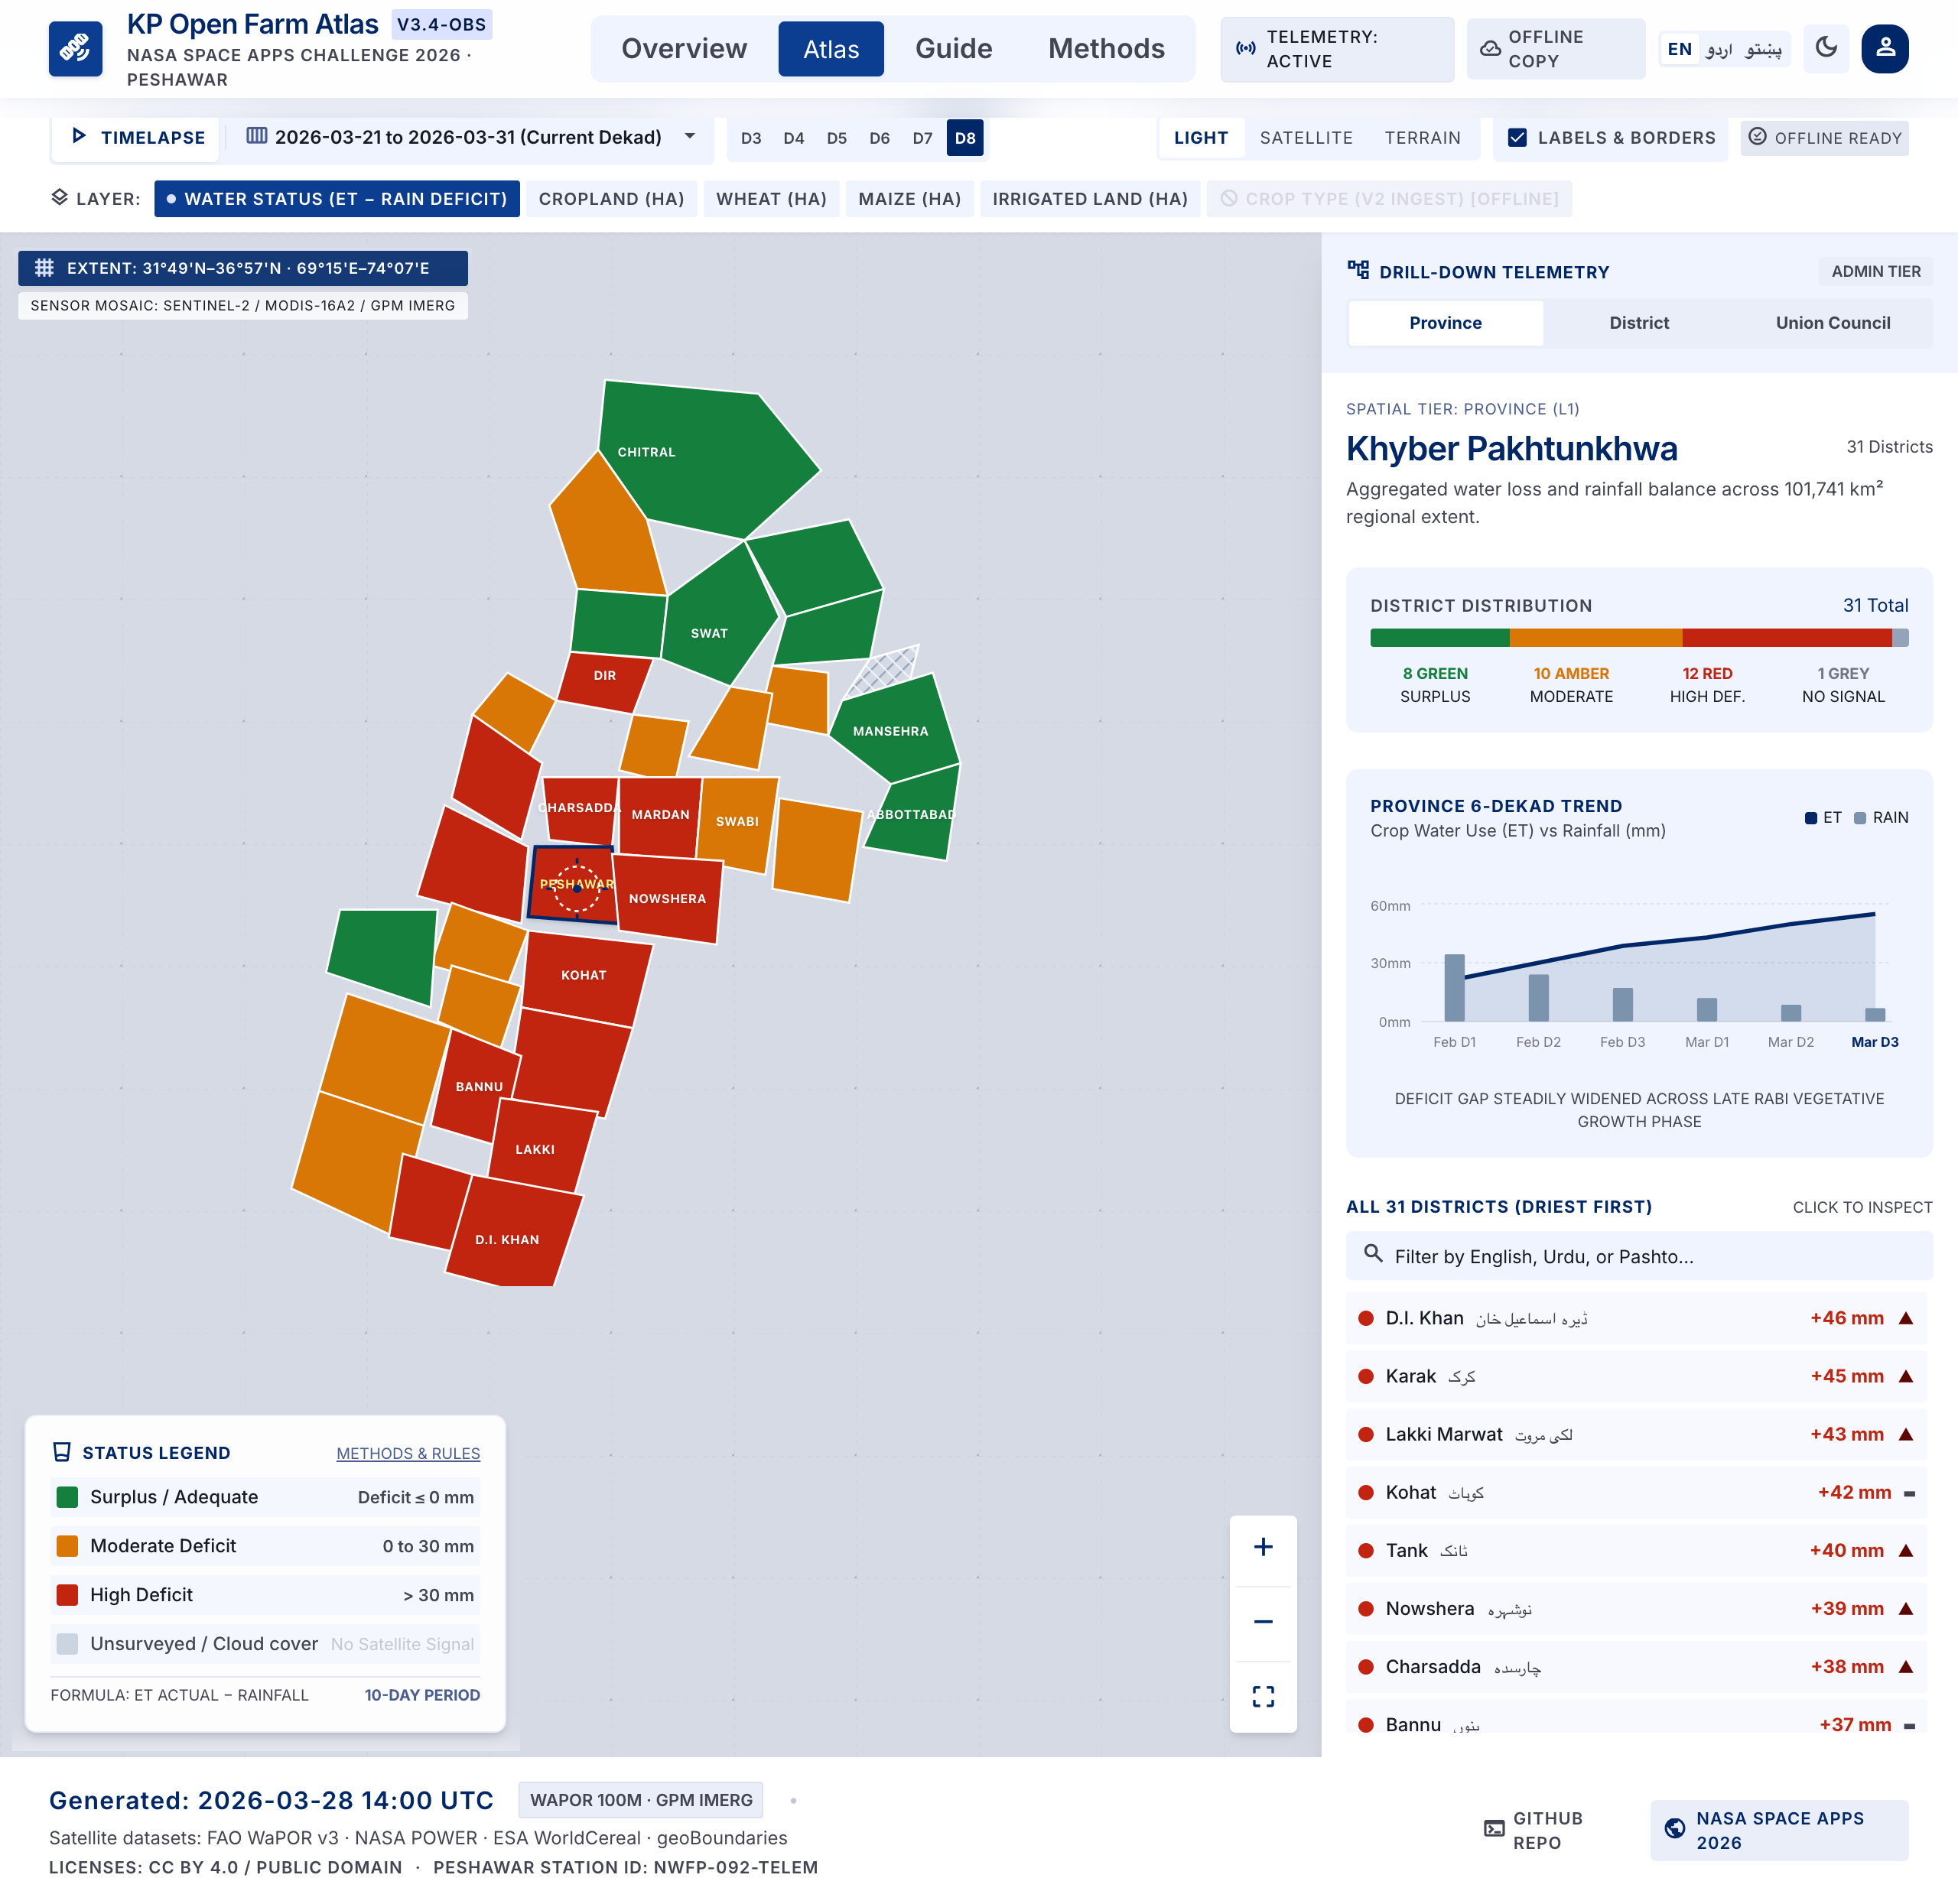 KP Open Farm Atlas V3.4-OBS
NASA SPACE APPS CHALLENGE 2026 ·
PESHAWAR
Overview Atlas Guide Methods
TELEMETRY:
ACTIVE
OFFLINE
COPY
EN اردو پښتو
TIMELAPSE
2026-03-21 to 2026-03-31 (Current Dekad)
D3 D4 D5 D6 D7 D8
LIGHT SATELLITE TERRAIN
LABELS & BORDERS
OFFLINE READY
LAYER:
WATER STATUS (ET − RAIN DEFICIT)
CROPLAND (HA)
WHEAT (HA)
MAIZE (HA)
IRRIGATED LAND (HA)
CROP TYPE (V2 INGEST) [OFFLINE]
EXTENT: 31°49'N–36°57'N · 69°15'E–74°07'E
SENSOR MOSAIC: SENTINEL-2 / MODIS-16A2 / GPM IMERG
CHITRAL
SWAT
DIR
MANSEHRA
CHARSADDA
MARDAN
SWABI
ABBOTTABAD
PESHAWAR
NOWSHERA
KOHAT
BANNU
LAKKI
D.I. KHAN
STATUS LEGEND
METHODS & RULES
Surplus / Adequate Deficit ≤ 0 mm
Moderate Deficit 0 to 30 mm
High Deficit > 30 mm
Unsurveyed / Cloud cover No Satellite Signal
FORMULA: ET ACTUAL − RAINFALL 10-DAY PERIOD
+
−
DRILL-DOWN TELEMETRY
ADMIN TIER
Province District Union Council
SPATIAL TIER: PROVINCE (L1)
Khyber Pakhtunkhwa 31 Districts
Aggregated water loss and rainfall balance across 101,741 km²
regional extent.
DISTRICT DISTRIBUTION 31 Total
8 GREEN 10 AMBER 12 RED 1 GREY
SURPLUS MODERATE HIGH DEF. NO SIGNAL
PROVINCE 6-DEKAD TREND
Crop Water Use (ET) vs Rainfall (mm)
ET RAIN
60mm
30mm
0mm
Feb D1 Feb D2 Feb D3 Mar D1 Mar D2 Mar D3
DEFICIT GAP STEADILY WIDENED ACROSS LATE RABI VEGETATIVE
GROWTH PHASE
ALL 31 DISTRICTS (DRIEST FIRST) CLICK TO INSPECT
Filter by English, Urdu, or Pashto...
D.I. Khan ڈیرہ اسماعیل خان +46 mm ▲
Karak کرک +45 mm ▲
Lakki Marwat لکی مروت +43 mm ▲
Kohat کوہاٹ +42 mm
Tank ٹانک +40 mm ▲
Nowshera نوشہرہ +39 mm ▲
Charsadda چارسدہ +38 mm ▲
Bannu بنوں +37 mm
Generated: 2026-03-28 14:00 UTC
WAPOR 100M · GPM IMERG
Satellite datasets: FAO WaPOR v3 · NASA POWER · ESA WorldCereal · geoBoundaries
LICENSES: CC BY 4.0 / PUBLIC DOMAIN · PESHAWAR STATION ID: NWFP-092-TELEM
GITHUB
REPO
NASA SPACE APPS
2026